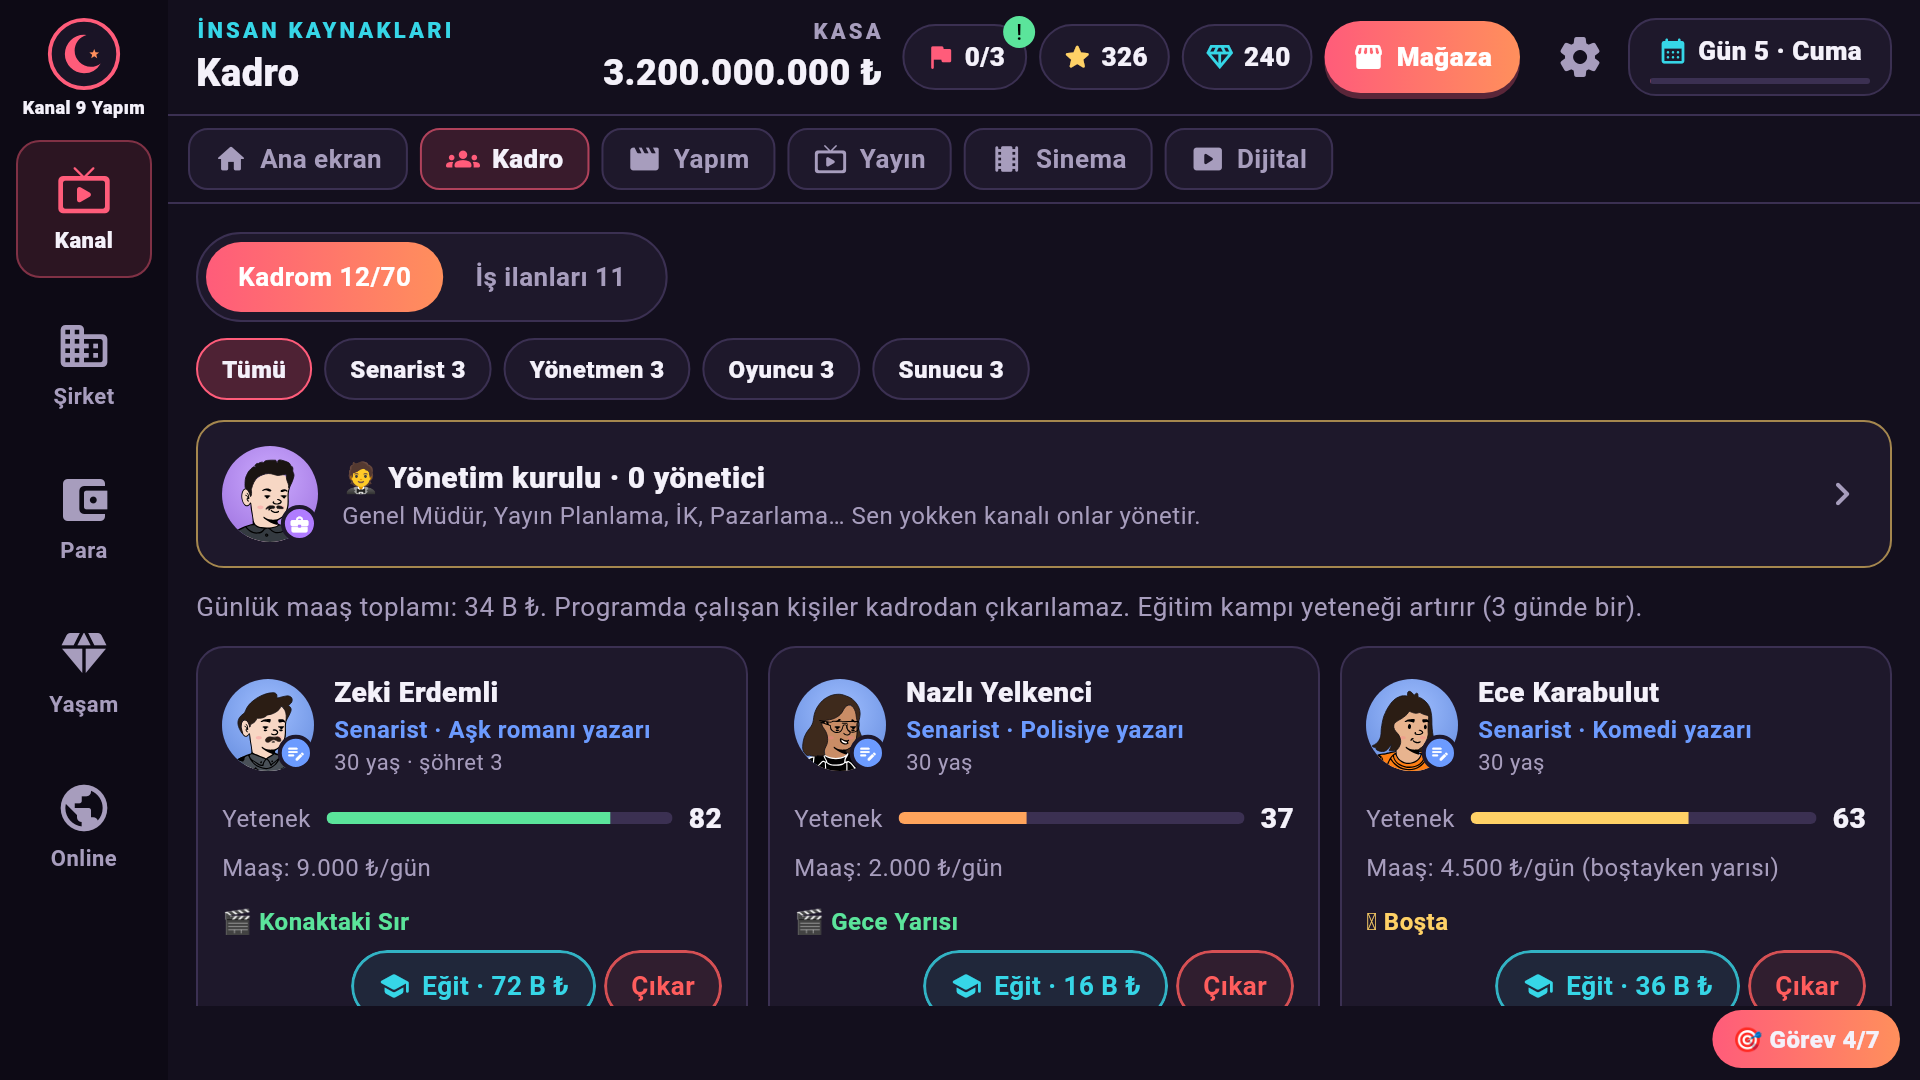 Kanal 9 Yapım
Kanal
Şirket
Para
Yaşam
Online
İNSAN KAYNAKLARI
Kadro
KASA
3.200.000.000 ₺
0/3
!
326
240
Mağaza
Gün 5 · Cuma
Ana ekran
Kadro
Yapım
Yayın
Sinema
Dijital
Kadrom 12/70
İş ilanları 11
Tümü
Senarist 3
Yönetmen 3
Oyuncu 3
Sunucu 3
Yönetim kurulu · 0 yönetici
Genel Müdür, Yayın Planlama, İK, Pazarlama… Sen yokken kanalı onlar yönetir.
Günlük maaş toplamı: 34 B ₺. Programda çalışan kişiler kadrodan çıkarılamaz. Eğitim kampı yeteneği artırır (3 günde bir).
Zeki Erdemli
Senarist · Aşk romanı yazarı
30 yaş · şöhret 3
Yetenek 82
Maaş: 9.000 ₺/gün
Konaktaki Sır
Eğit · 72 B ₺
Çıkar
Nazlı Yelkenci
Senarist · Polisiye yazarı
30 yaş
Yetenek 37
Maaş: 2.000 ₺/gün
Gece Yarısı
Eğit · 16 B ₺
Çıkar
Ece Karabulut
Senarist · Komedi yazarı
30 yaş
Yetenek 63
Maaş: 4.500 ₺/gün (boştayken yarısı)
Boşta
Eğit · 36 B ₺
Çıkar
Görev 4/7